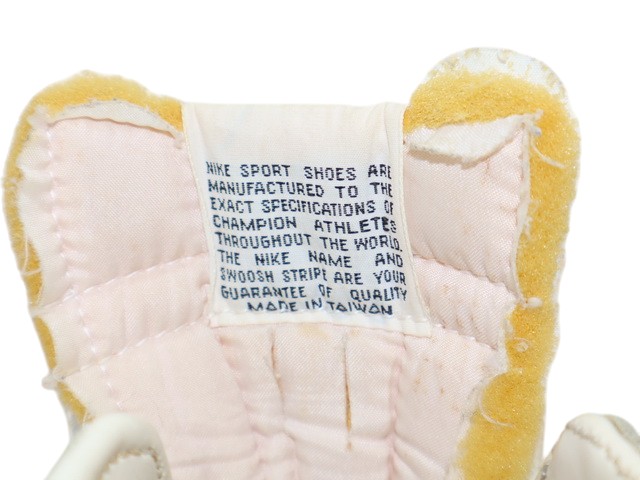 NIKE SPORT SHOES ARE
MANUFACTURED TO THE
EXACT SPECIFICATIONS OF
CHAMPION ATHLETES
THROUGHOUT THE WORLD.
THE NIKE NAME AND
SWOOSH STRIPE ARE YOUR
GUARANTEE OF QUALITY
MADE IN TAIWAN